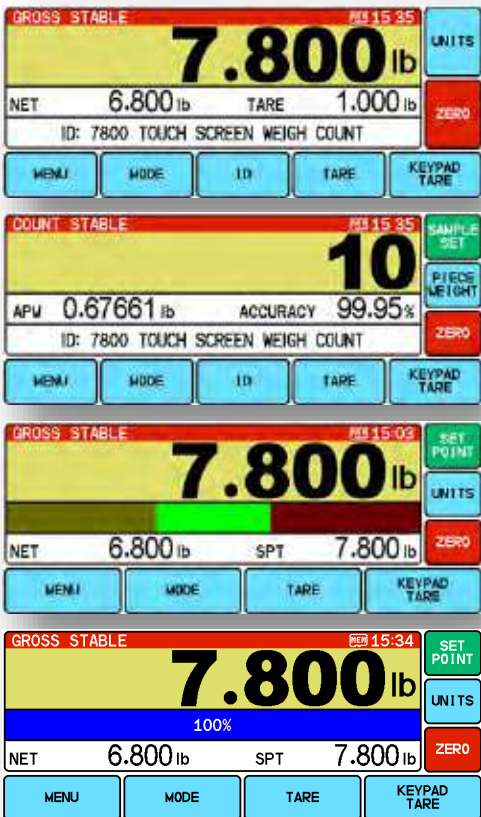 GROSS STABLE MEM 15 35
7.800 lb
UNITS
NET 6.800 lb TARE 1.000 lb
ZERO
ID: 7800 TOUCH SCREEN WEIGH COUNT
MENU MODE ID TARE KEYPAD TARE
COUNT STABLE MEM 15 35
SAMPLE SET
10
PIECE WEIGHT
APW 0.67661 lb ACCURACY 99.95%
ZERO
ID: 7800 TOUCH SCREEN WEIGH COUNT
MENU MODE ID TARE KEYPAD TARE
GROSS STABLE MEM 15:03
SET POINT
7.800 lb
UNITS
NET 6.800 lb SPT 7.800 lb
ZERO
MENU MODE TARE KEYPAD TARE
GROSS STABLE MEM 15:34
SET POINT
7.800 lb
UNITS
100%
NET 6.800 lb SPT 7.800 lb
ZERO
MENU MODE TARE KEYPAD TARE